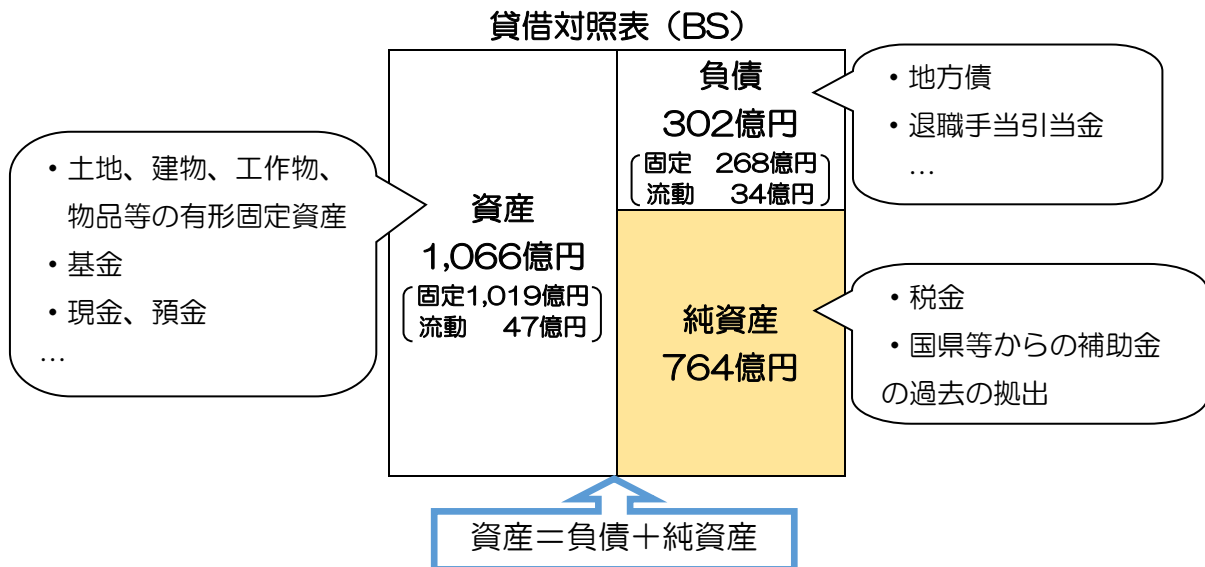 貸借対照表（BS）
・土地、建物、工作物、
物品等の有形固定資産
・基金
・現金、預金
…
資産
1,066億円
固定1,019億円
流動　47億円
負債
302億円
固定　268億円
流動　34億円
・地方債
・退職手当引当金
…
純資産
764億円
・税金
・国県等からの補助金
の過去の拠出
資産＝負債＋純資産